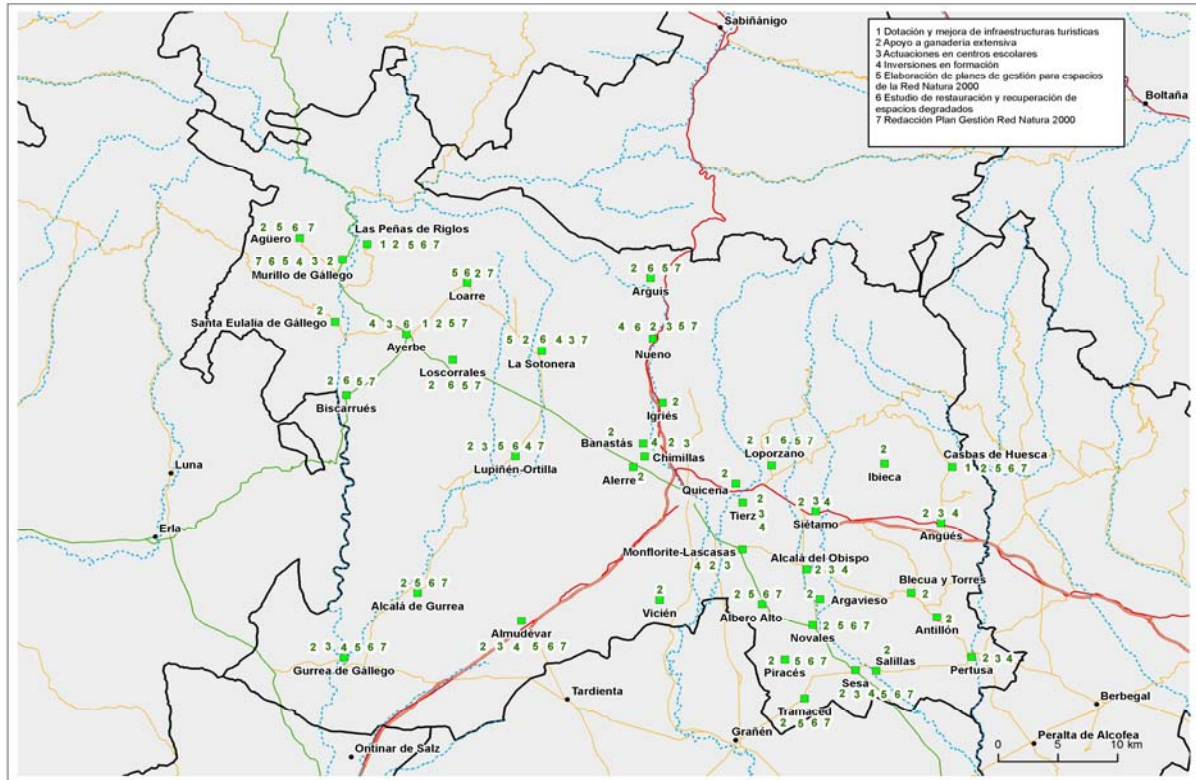 Sabiñánigo
1 Dotación y mejora de infraestructuras turísticas
2 Apoyo a ganadería extensiva
3 Actuaciones en centros escolares
4 Inversiones en formación
5 Elaboración de planes de gestión para espacios
de la Red Natura 2000
6 Estudio de restauración y recuperación de
espacios degradados
7 Redacción Plan Gestión Red Natura 2000
Boltaña
2 5 6 7
Agüero
Las Peñas de Riglos
1 2 5 6 7
7 6 5 4 3 2
Murillo de Gállego
5 6 2 7
Loarre
2 6 5 7
Arguis
2
Santa Eulalia de Gállego
4 3 6 1 2 5 7
Ayerbe
5 2 6 4 3 7
La Sotonera
4 6 2 3 5 7
Nueno
Loscorrales
2 6 5 7
2 6 5 7
Biscarrués
2
Igriés
2
Banastás
4 2 3
Chimillas
2 3 5 6 4 7
Lupiñén-Ortilla
Alerre
2
2 1 6 5 7
Loporzano
2
Ibieca
Casbas de Huesca
1 2 5 6 7
Luna
2
Quicena
2
3
4
Tierz
2 3 4
Siétamo
2 3 4
Angüés
Erla
Monflorite-Lascasas
4 2 3
Alcalá del Obispo
2 3 4
Blecua y Torres
2
2 5 6 7
Alcalá de Gurrea
2
Vicién
2 5 6 7
Albero Alto
2
Argavieso
2
Antillón
Almudévar
2 3 4 5 6 7
Novales
2 5 6 7
2 3 4 5 6 7
Gurrea de Gállego
2 5 6 7
Piracés
2
Salillas
Sesa
2 3 4 5 6 7
2 3 4
Pertusa
Tardienta
Tramaced
2 5 6 7
Berbegal
Grañén
Peralta de Alcofea
Ontinar de Salz
0 5 10 km